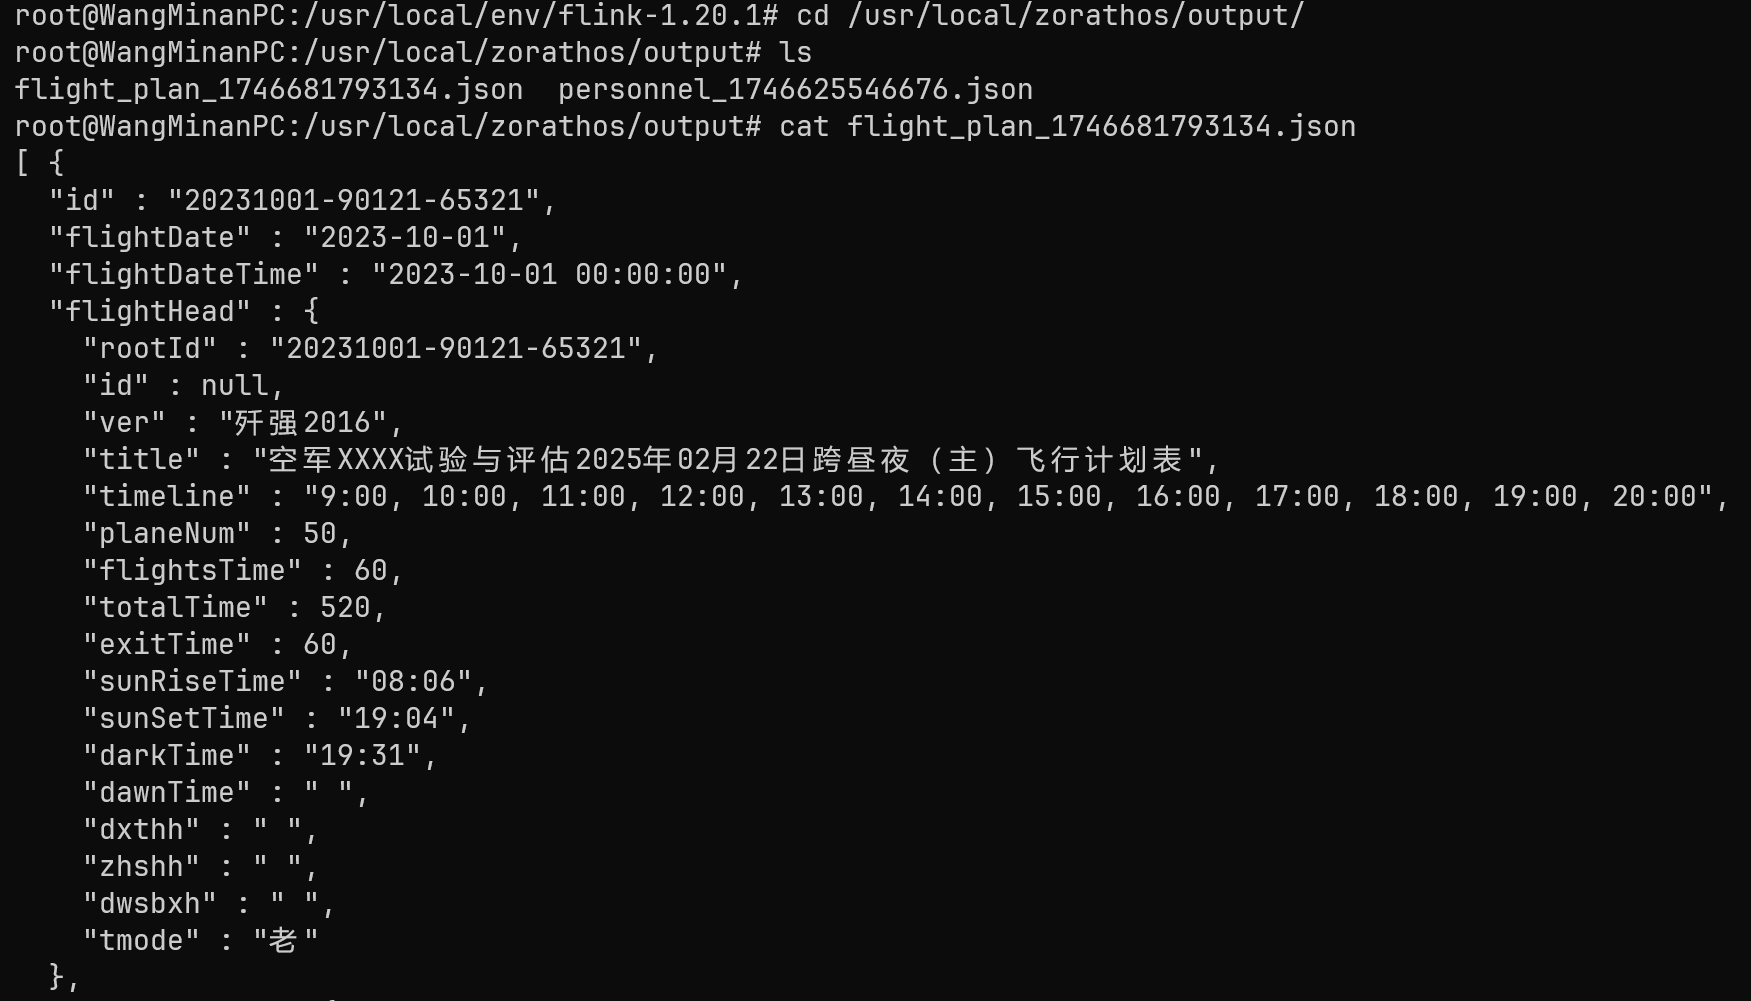 root@WangMinanPC:/usr/local/env/flink-1.20.1# cd /usr/local/zorathos/output/
root@WangMinanPC:/usr/local/zorathos/output# ls
flight_plan_1746681793134.json  personnel_1746625546676.json
root@WangMinanPC:/usr/local/zorathos/output# cat flight_plan_1746681793134.json
[ {
  "id" : "20231001-90121-65321",
  "flightDate" : "2023-10-01",
  "flightDateTime" : "2023-10-01 00:00:00",
  "flightHead" : {
    "rootId" : "20231001-90121-65321",
    "id" : null,
    "ver" : "歼强2016",
    "title" : "空军XXXX试验与评估2025年02月22日跨昼夜（主）飞行计划表",
    "timeline" : "9:00, 10:00, 11:00, 12:00, 13:00, 14:00, 15:00, 16:00, 17:00, 18:00, 19:00, 20:00",
    "planeNum" : 50,
    "flightsTime" : 60,
    "totalTime" : 520,
    "exitTime" : 60,
    "sunRiseTime" : "08:06",
    "sunSetTime" : "19:04",
    "darkTime" : "19:31",
    "dawnTime" : " ",
    "dxthh" : " ",
    "zhshh" : " ",
    "dwsbxh" : " ",
    "tmode" : "老"
  },